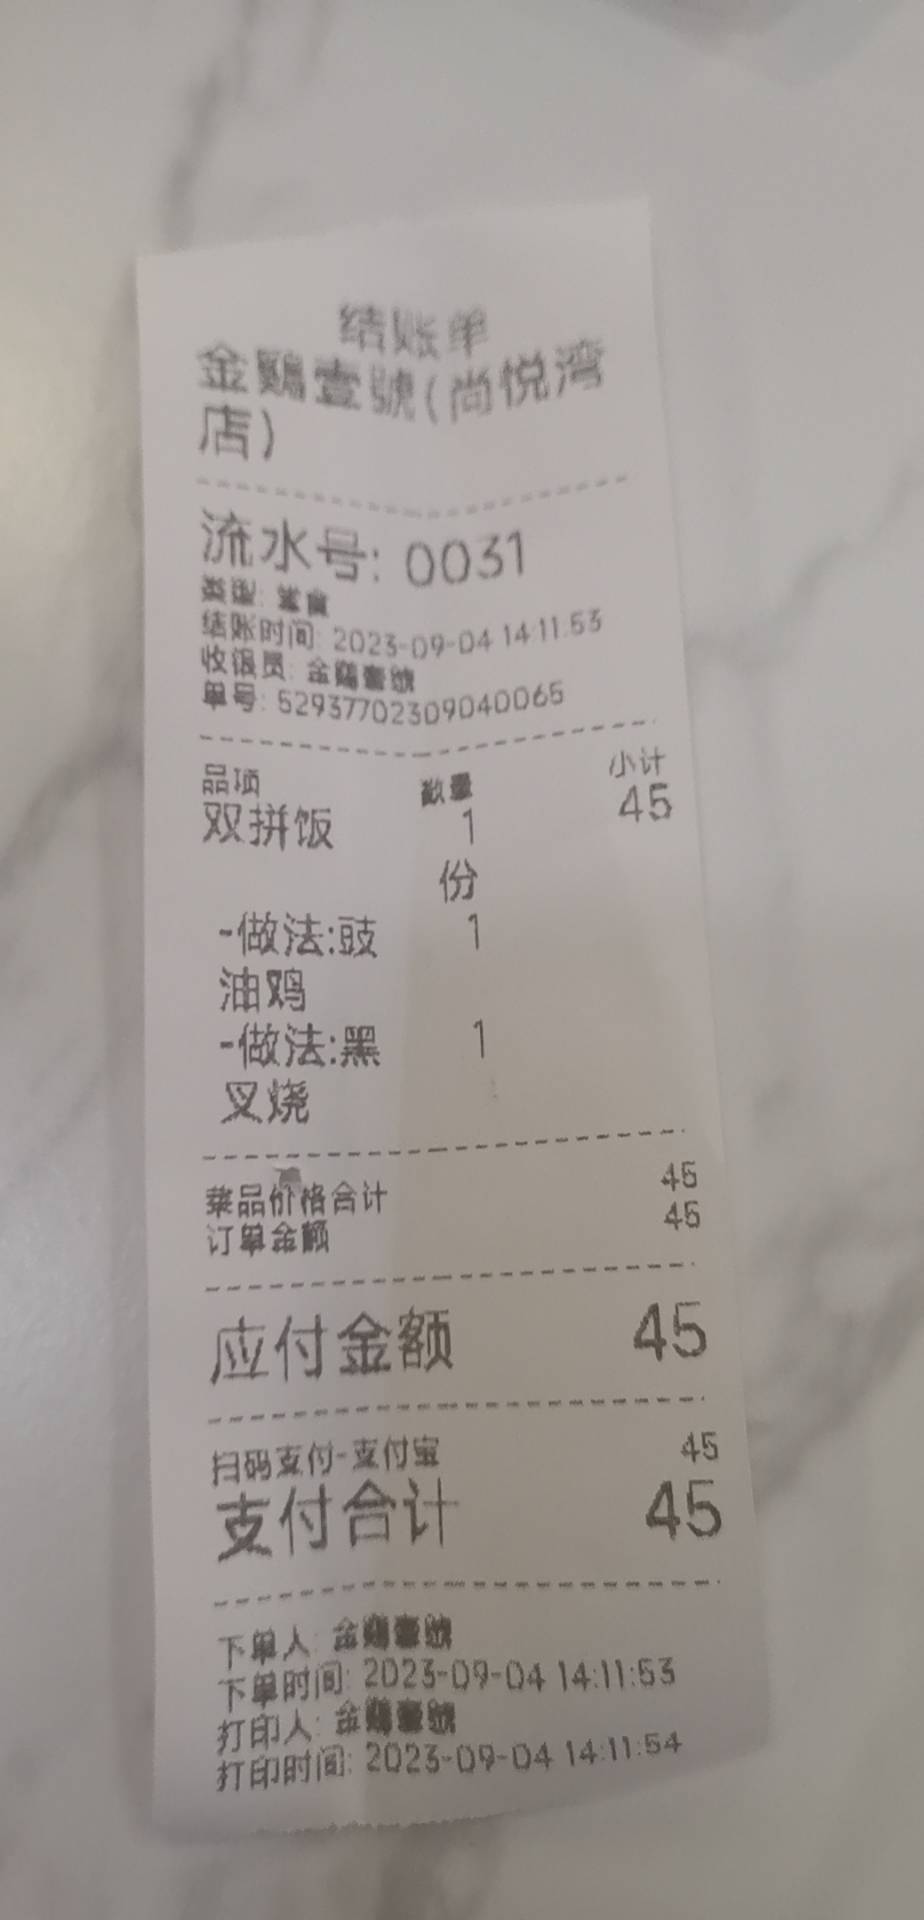 结账单
金鷄壹號(尚悦湾
店)
流水号: 0031
类型: 堂食
结账时间: 2023-09-04 14:11:53
收银员: 金鷄壹號
单号: 52937702309040065
品项 数量 小计
双拼饭 1 45
份
-做法:豉 1
油鸡
-做法:黑 1
叉烧
菜品价格合计 45
订单金额 45
应付金额 45
扫码支付-支付宝 45
支付合计 45
下单人: 金鷄壹號
下单时间: 2023-09-04 14:11:53
打印人: 金鷄壹號
打印时间: 2023-09-04 14:11:54